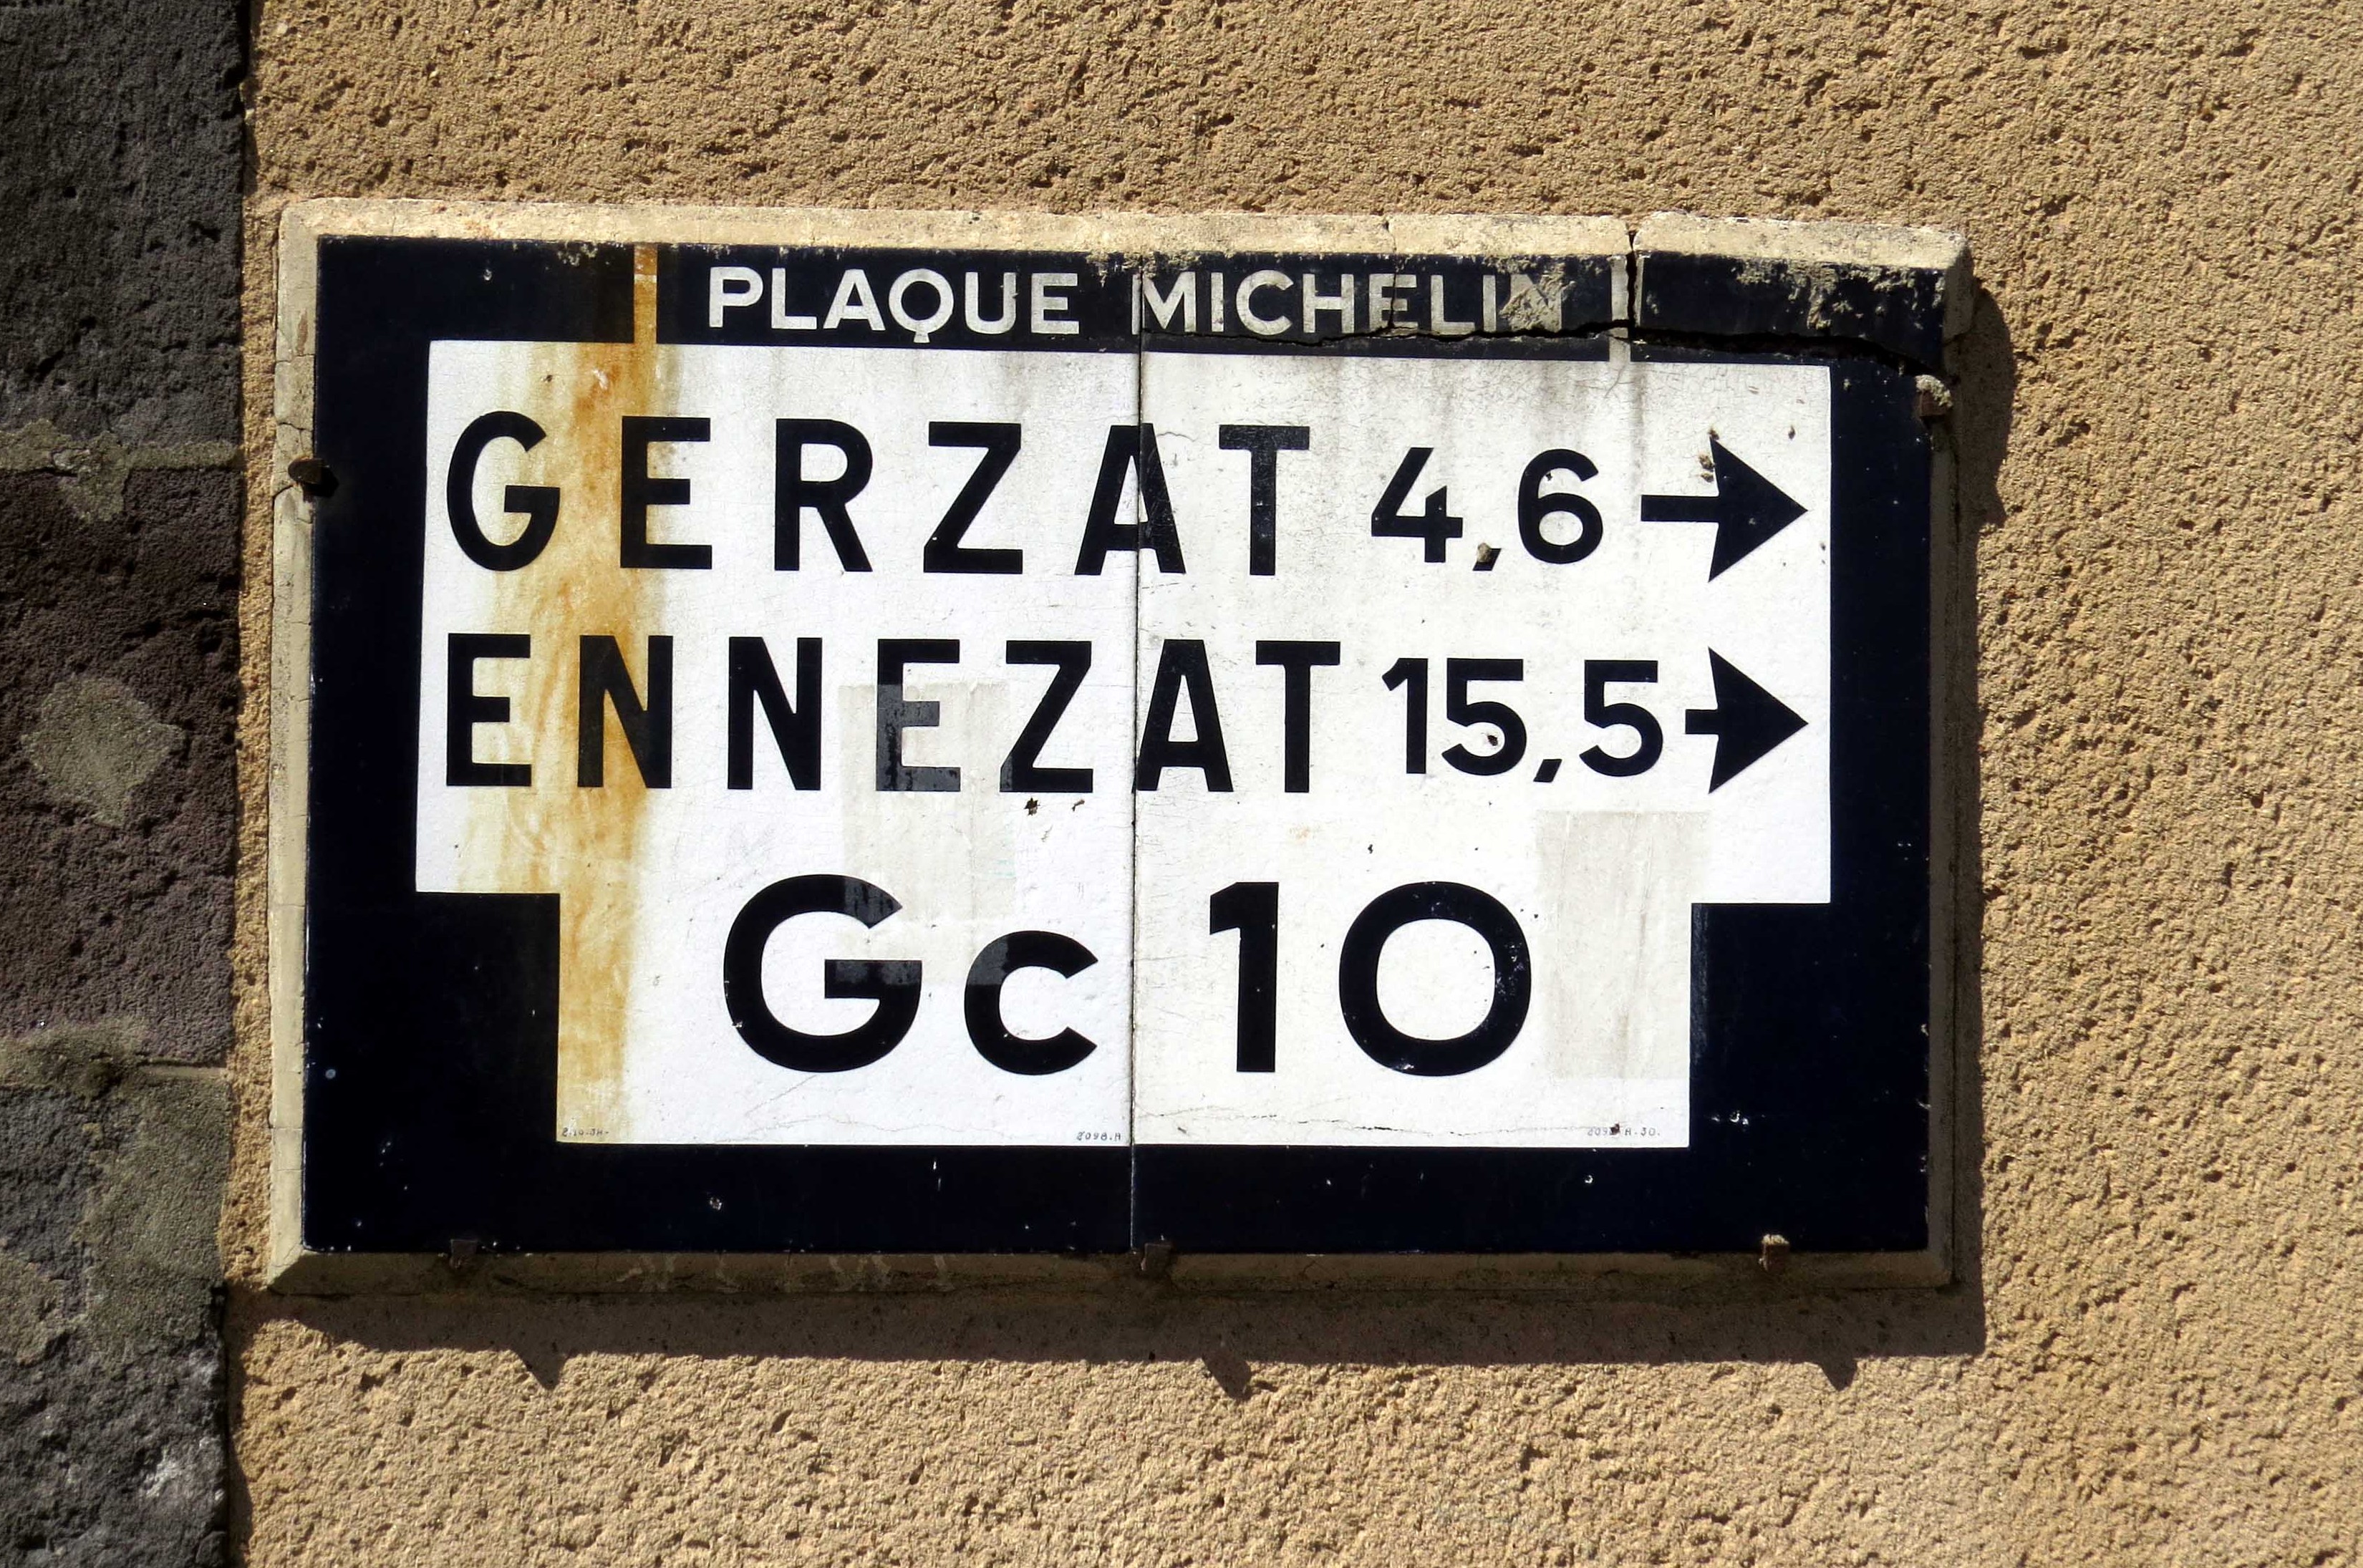 PLAQUE MICHELIN
GERZAT 4,6 →
ENNEZAT 15,5 →
Gc 10